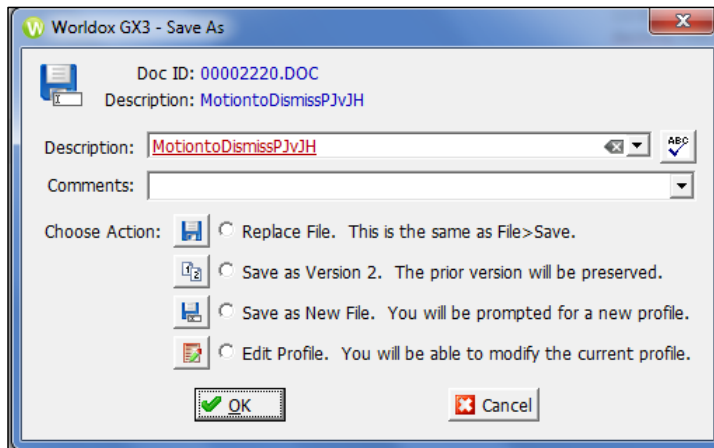 Worldox GX3 - Save As
Doc ID: 00002220.DOC
Description: MotiontoDismissPJvJH
Description: MotiontoDismissPJvJH
ABC
Comments:
Choose Action: Replace File. This is the same as File>Save.
1 2 Save as Version 2. The prior version will be preserved.
Save as New File. You will be prompted for a new profile.
Edit Profile. You will be able to modify the current profile.
OK Cancel